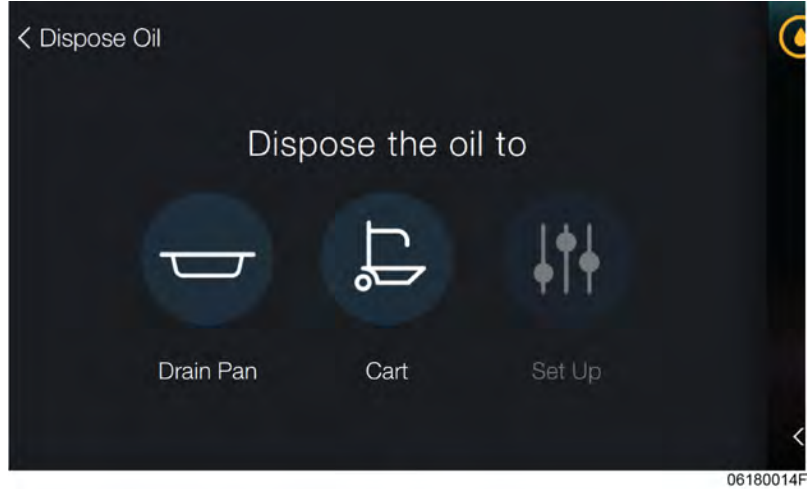 < Dispose Oil
Dispose the oil to
Drain Pan Cart Set Up
<
06180014F